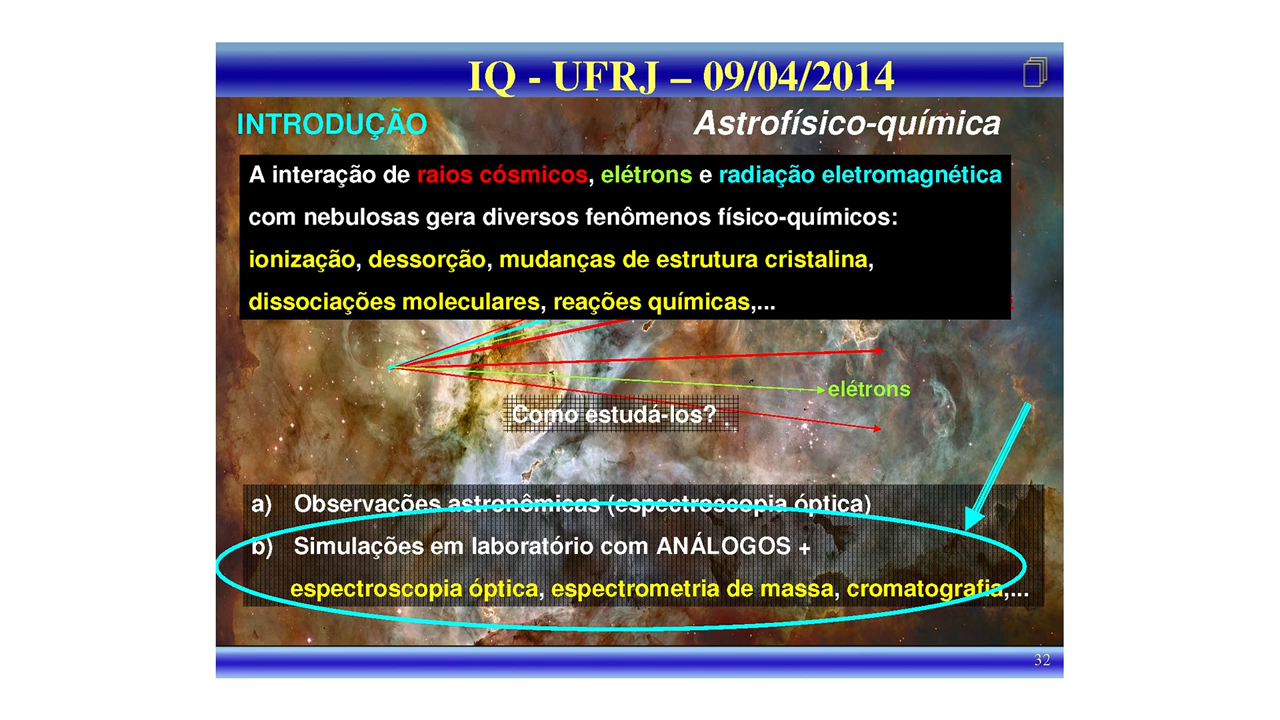 IQ - UFRJ – 09/04/2014
INTRODUÇÃO
Astrofísico-química
A interação de raios cósmicos, elétrons e radiação eletromagnética
com nebulosas gera diversos fenômenos físico-químicos:
ionização, dessorção, mudanças de estrutura cristalina,
dissociações moleculares, reações químicas,...
elétrons
Como estudá-los?
a) Observações astronômicas (espectroscopia óptica)
b) Simulações em laboratório com ANÁLOGOS +
espectroscopia óptica, espectrometria de massa, cromatografia,...
32